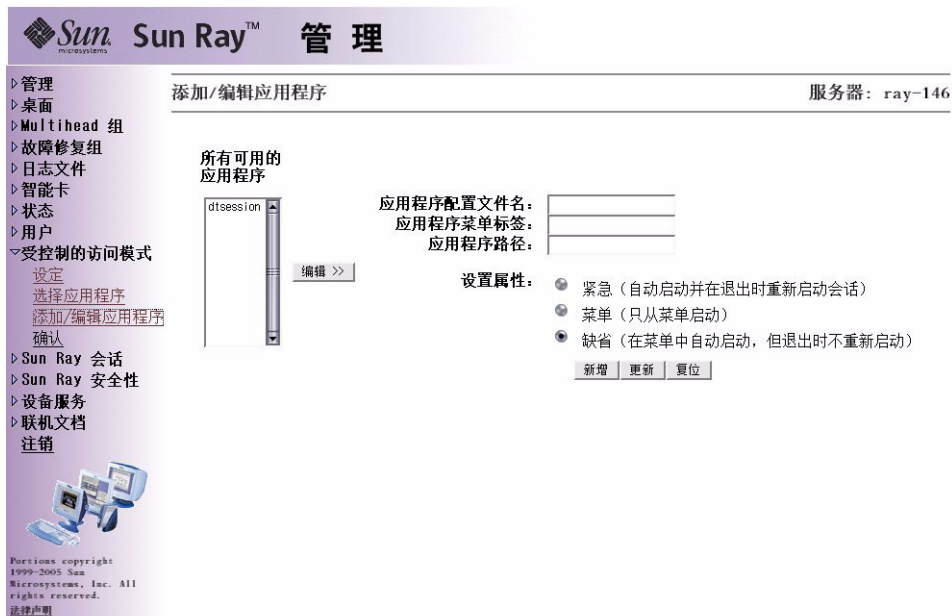 Sun microsystems Sun Ray™ 管 理
管理
桌面
Multihead 组
故障修复组
日志文件
智能卡
状态
用户
受控制的访问模式
设定
选择应用程序
添加/编辑应用程序
确认
Sun Ray 会话
Sun Ray 安全性
设备服务
联机文档
注销
Portions copyright
1999-2005 Sun
Microsystems, Inc. All
rights reserved.
法律声明
添加/编辑应用程序 服务器: ray-146
所有可用的
应用程序
dtsession
编辑 >>
应用程序配置文件名:
应用程序菜单标签:
应用程序路径:
设置属性:
紧急（自动启动并在退出时重新启动会话）
菜单（只从菜单启动）
缺省（在菜单中自动启动，但退出时不重新启动）
新增 更新 复位